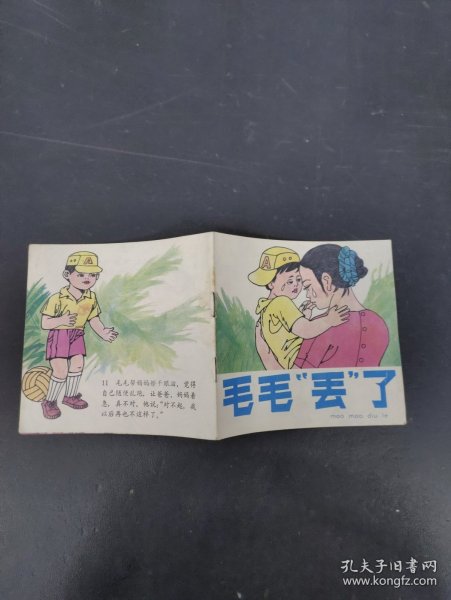 A
11 毛毛帮妈妈擦干眼泪，觉得
自己随便乱跑，让爸爸、妈妈着
急，真不对。他说：“对不起，我
以后再也不这样了。”
A
毛毛“丢”了
mao mao diu le
孔夫子旧书网
www.kongfz.com